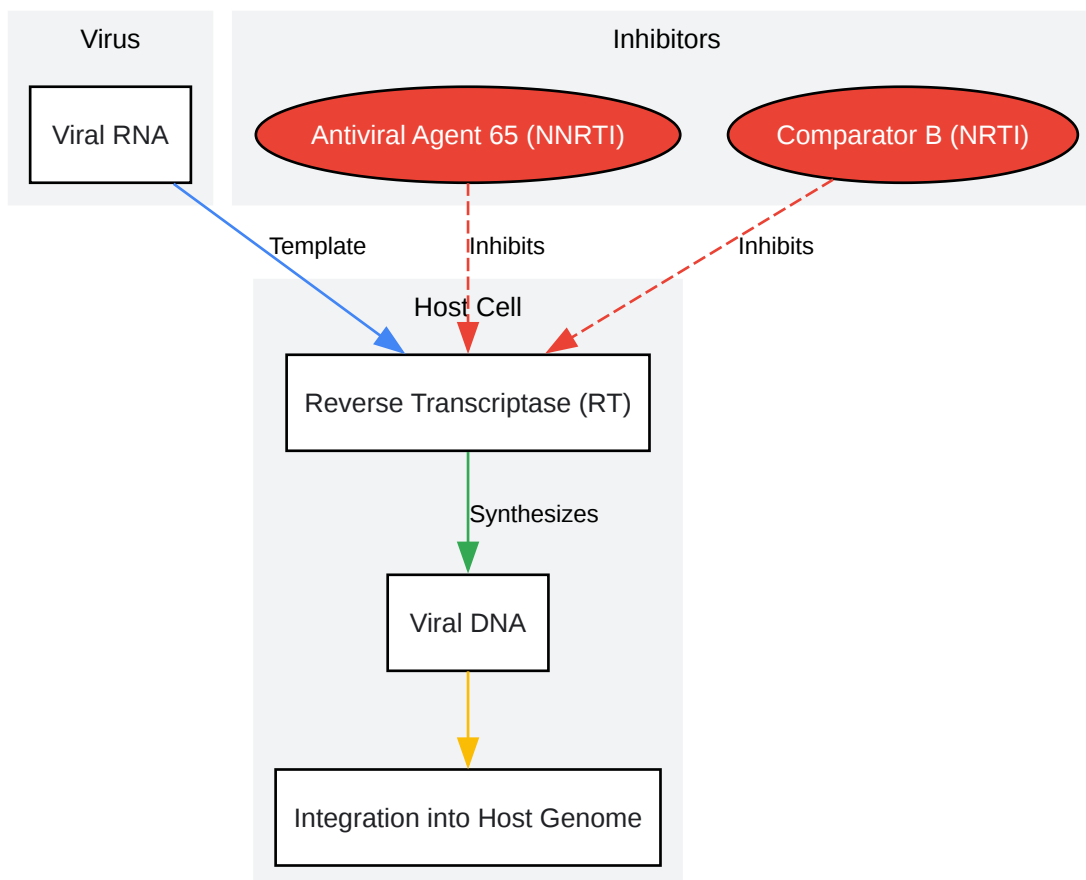 Virus
Inhibitors
Viral RNA
Antiviral Agent 65 (NNRTI)
Comparator B (NRTI)
Template
Inhibits
Inhibits
Host Cell
Reverse Transcriptase (RT)
Synthesizes
Viral DNA
Integration into Host Genome